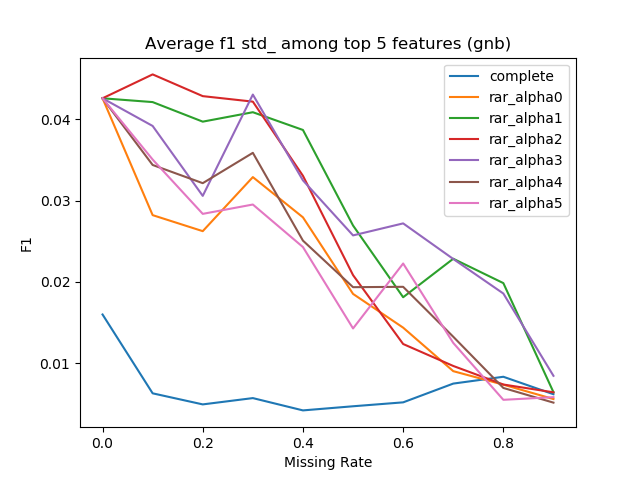 Average f1 std_ among top 5 features (gnb)
complete
rar_alpha0
rar_alpha1
rar_alpha2
rar_alpha3
rar_alpha4
rar_alpha5
F1
0.04
0.03
0.02
0.01
0.0 0.2 0.4 0.6 0.8
Missing Rate